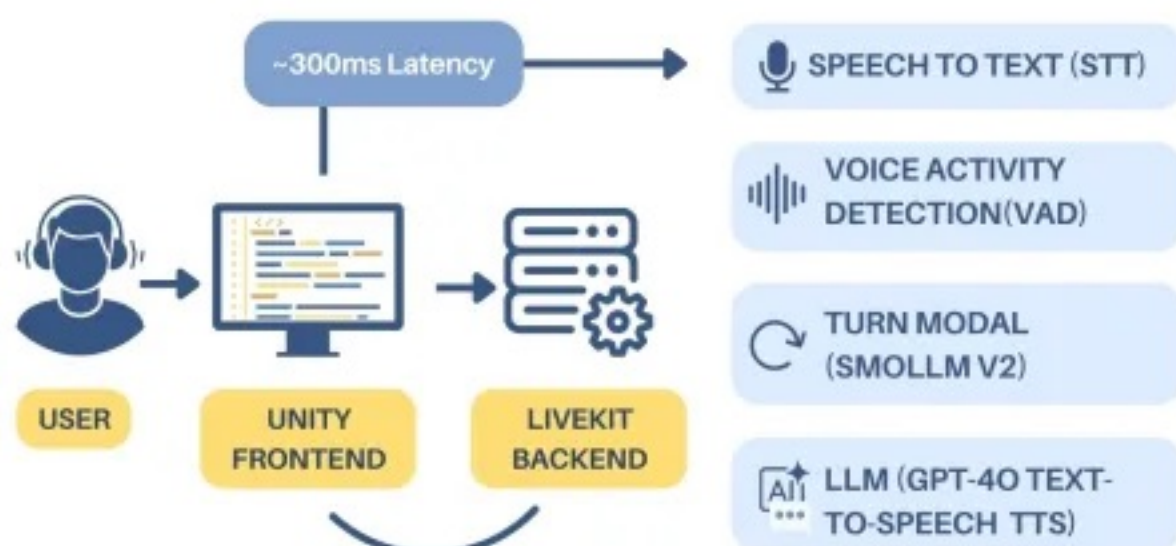 ~300ms Latency
SPEECH TO TEXT (STT)
VOICE ACTIVITY
DETECTION(VAD)
TURN MODAL
(SMOLLM V2)
LLM (GPT-4O TEXT-
TO-SPEECH TTS)
USER
UNITY
FRONTEND
LIVEKIT
BACKEND